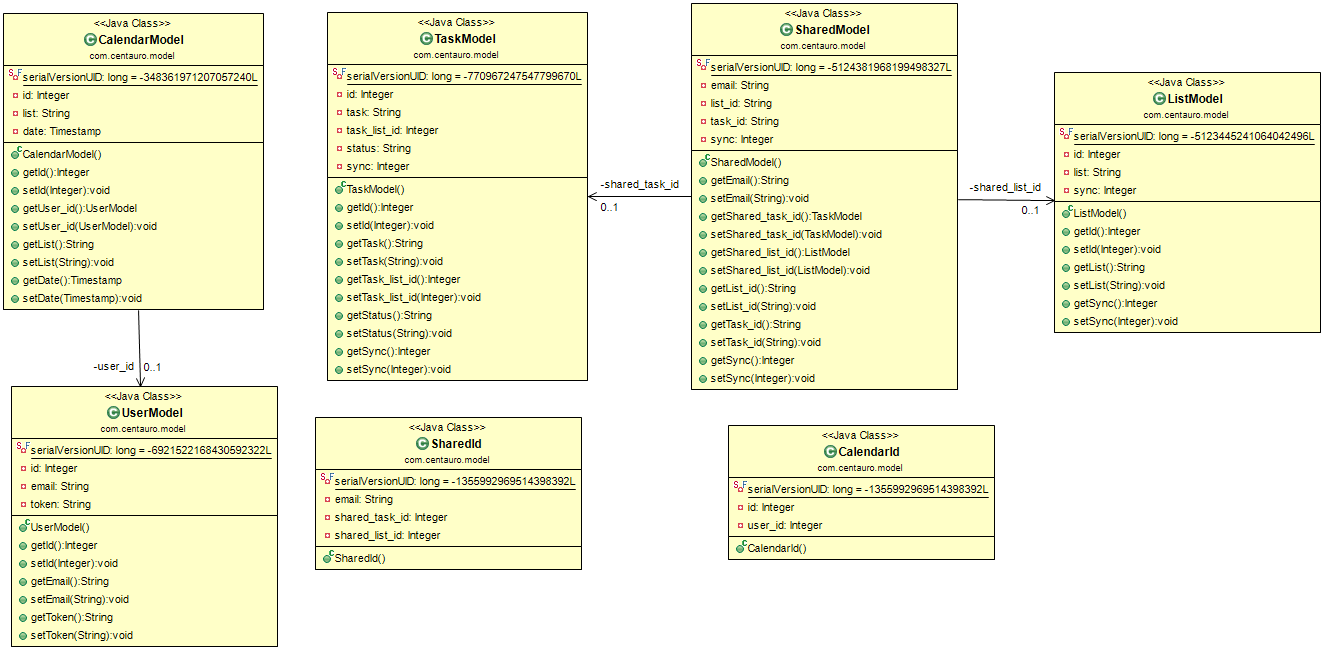 <<Java Class>>
CalendarModel
com.centauro.model
serialVersionUID: long = -348361971207057240L
id: Integer
list: String
date: Timestamp
CalendarModel()
getId():Integer
setId(Integer):void
getUser_id():UserModel
setUser_id(UserModel):void
getList():String
setList(String):void
getDate():Timestamp
setDate(Timestamp):void
<<Java Class>>
TaskModel
com.centauro.model
serialVersionUID: long = -770967247547799670L
id: Integer
task: String
task_list_id: Integer
status: String
sync: Integer
TaskModel()
getId():Integer
setId(Integer):void
getTask():String
setTask(String):void
getTask_list_id():Integer
setTask_list_id(Integer):void
getStatus():String
setStatus(String):void
getSync():Integer
setSync(Integer):void
-shared_task_id
0..1
<<Java Class>>
SharedModel
com.centauro.model
serialVersionUID: long = -5124381968199498327L
email: String
list_id: String
task_id: String
sync: Integer
SharedModel()
getEmail():String
setEmail(String):void
getShared_task_id():TaskModel
setShared_task_id(TaskModel):void
getShared_list_id():ListModel
setShared_list_id(ListModel):void
getList_id():String
setList_id(String):void
getTask_id():String
setTask_id(String):void
getSync():Integer
setSync(Integer):void
-shared_list_id
0..1
<<Java Class>>
ListModel
com.centauro.model
serialVersionUID: long = -5123445241064042496L
id: Integer
list: String
sync: Integer
ListModel()
getId():Integer
setId(Integer):void
getList():String
setList(String):void
getSync():Integer
setSync(Integer):void
-user_id
0..1
<<Java Class>>
UserModel
com.centauro.model
serialVersionUID: long = -6921522168430592322L
id: Integer
email: String
token: String
UserModel()
getId():Integer
setId(Integer):void
getEmail():String
setEmail(String):void
getToken():String
setToken(String):void
<<Java Class>>
SharedId
com.centauro.model
serialVersionUID: long = -1355992969514398392L
email: String
shared_task_id: Integer
shared_list_id: Integer
SharedId()
<<Java Class>>
CalendarId
com.centauro.model
serialVersionUID: long = -1355992969514398392L
id: Integer
user_id: Integer
CalendarId()